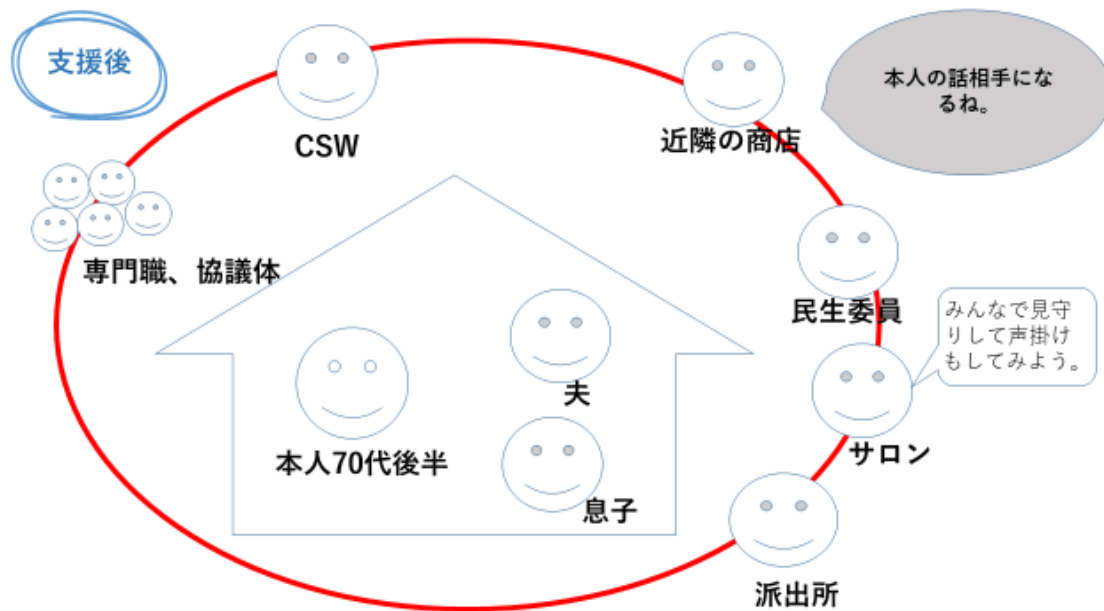 支援後
CSW
近隣の商店
本人の話相手にな
るね。
専門職、協議体
民生委員
みんなで見守
りして声掛け
もしてみよう。
夫
本人70代後半
サロン
息子
派出所